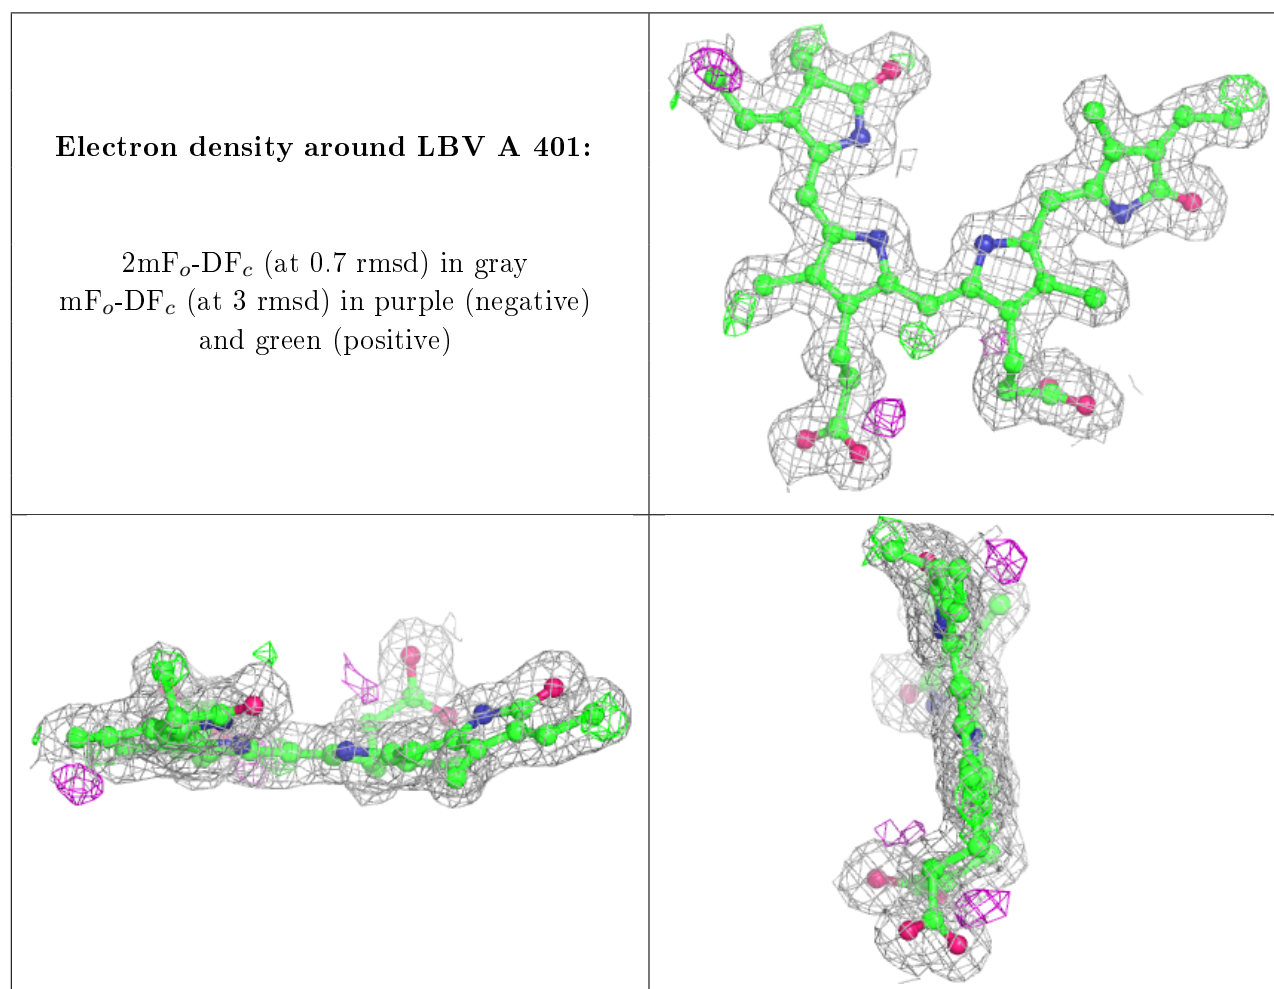 Electron density around LBV A 401:
2mFo-DFc (at 0.7 rmsd) in gray
mFo-DFc (at 3 rmsd) in purple (negative)
and green (positive)